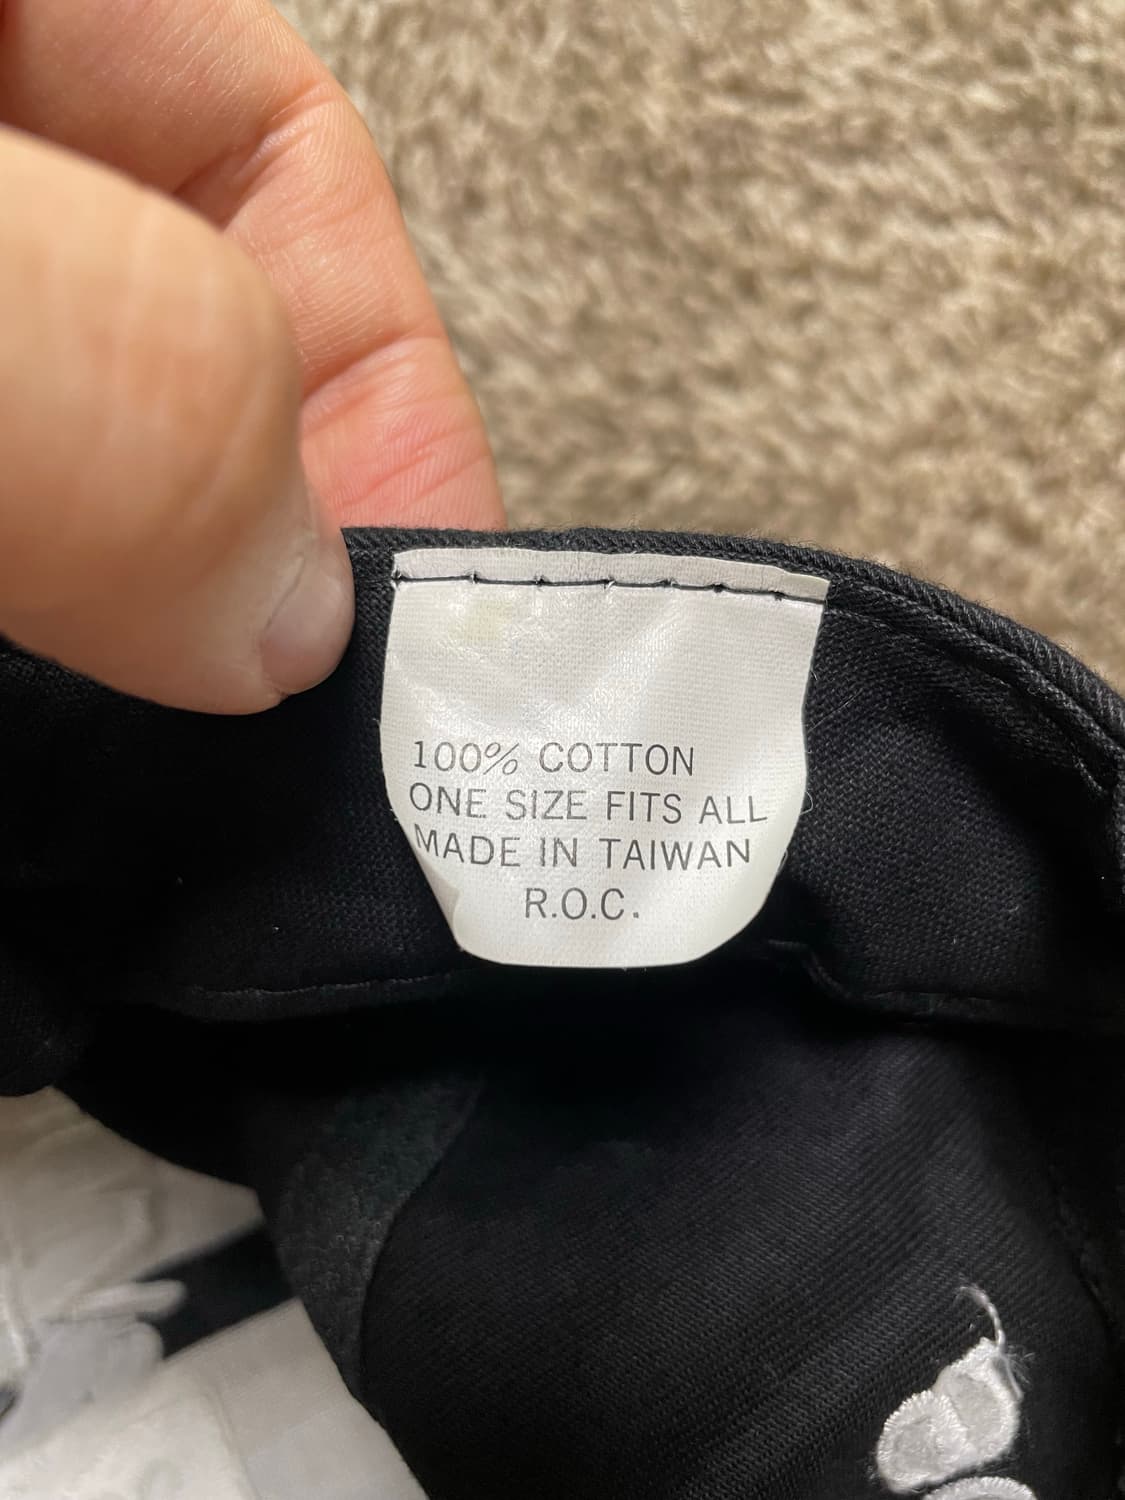 100% COTTON
ONE SIZE FITS ALL
MADE IN TAIWAN
R.O.C.